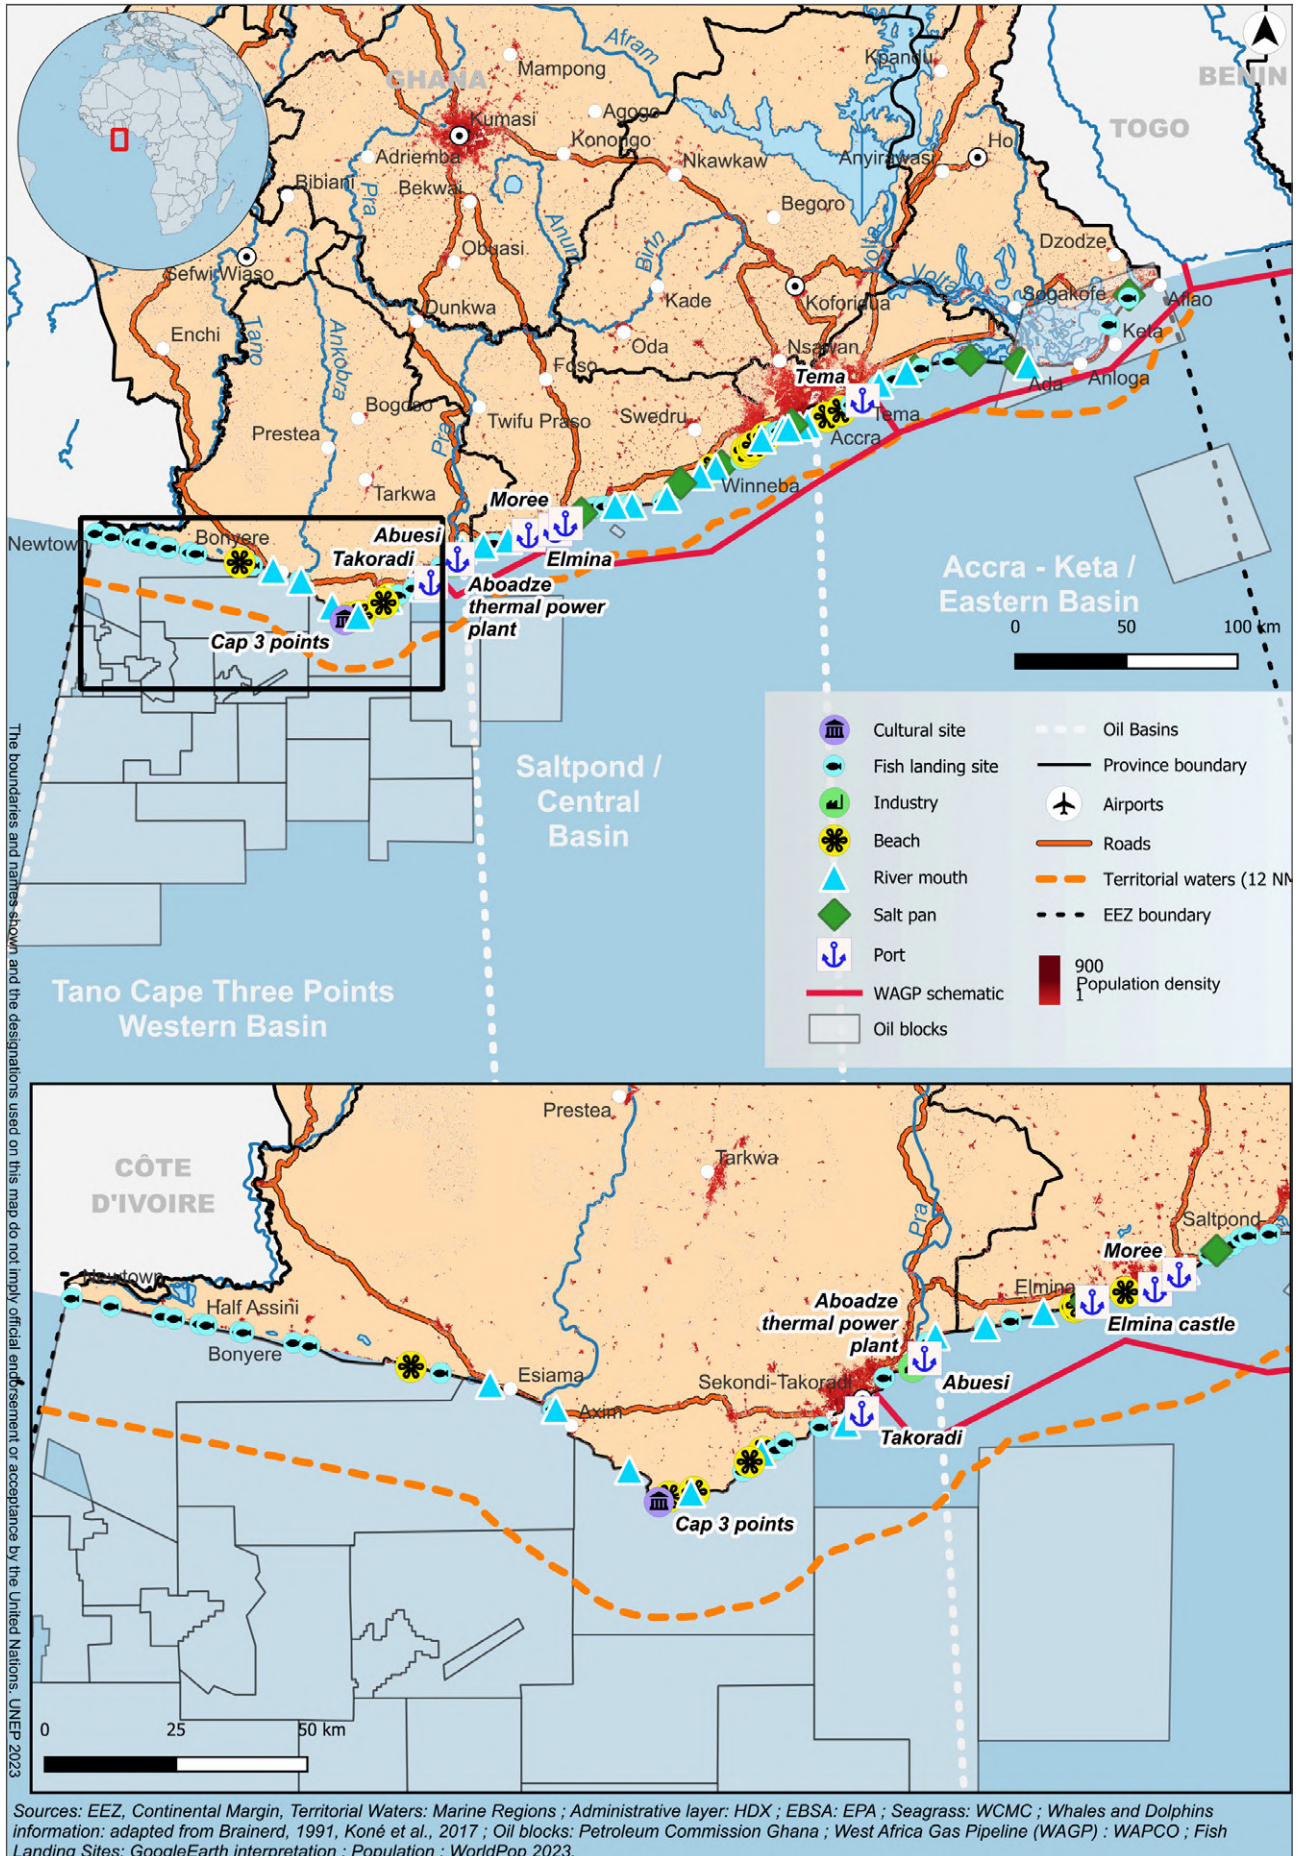 GHANA
BENIN
TOGO
Afram
Mampong
Kpandu
Agogo
Kumasi
Konongo
Adriemba
Nkawkaw
Anyirawasi
Ho
Bibiani
Pra
Bekwai
Begoro
Anum
Birin
Obuasi
Volta
Volta
Dzodze
Sefwi Wiaso
Kade
Koforidua
Sogakofe
Aflao
Dunkwa
Enchi
Tano
Ankobra
Oda
Nsawan
Keta
Foso
Tema
Ada
Anloga
Bogoso
Twifu Praso
Swedru
Tema
Prestea
Pra
Accra
Tarkwa
Winneba
Moree
Newtown
Bonyere
Abuesi
Takoradi
Elmina
Aboadze
thermal power
plant
Cap 3 points
Accra - Keta /
Eastern Basin
0 50 100 km
Saltpond /
Central
Basin
Tano Cape Three Points
Western Basin
Cultural site
Fish landing site
Industry
Beach
River mouth
Salt pan
Port
WAGP schematic
Oil blocks
Oil Basins
Province boundary
Airports
Roads
Territorial waters (12 NM
EEZ boundary
900
Population density
1
The boundaries and names shown and the designations used on this map do not imply official endorsement or acceptance by the United Nations. UNEP 2023
Prestea
Tarkwa
CÔTE
D'IVOIRE
Pra
Saltpond
Moree
Newtown
Half Assini
Elmina
Aboadze
thermal power
plant
Elmina castle
Bonyere
Esiama
Sekondi-Takoradi
Abuesi
Axim
Takoradi
Cap 3 points
0 25 50 km
Sources: EEZ, Continental Margin, Territorial Waters: Marine Regions ; Administrative layer: HDX ; EBSA: EPA ; Seagrass: WCMC ; Whales and Dolphins
information: adapted from Brainerd, 1991, Koné et al., 2017 ; Oil blocks: Petroleum Commission Ghana ; West Africa Gas Pipeline (WAGP) : WAPCO ; Fish
Landing Sites: GoogleEarth interpretation ; Population : WorldPop 2023.